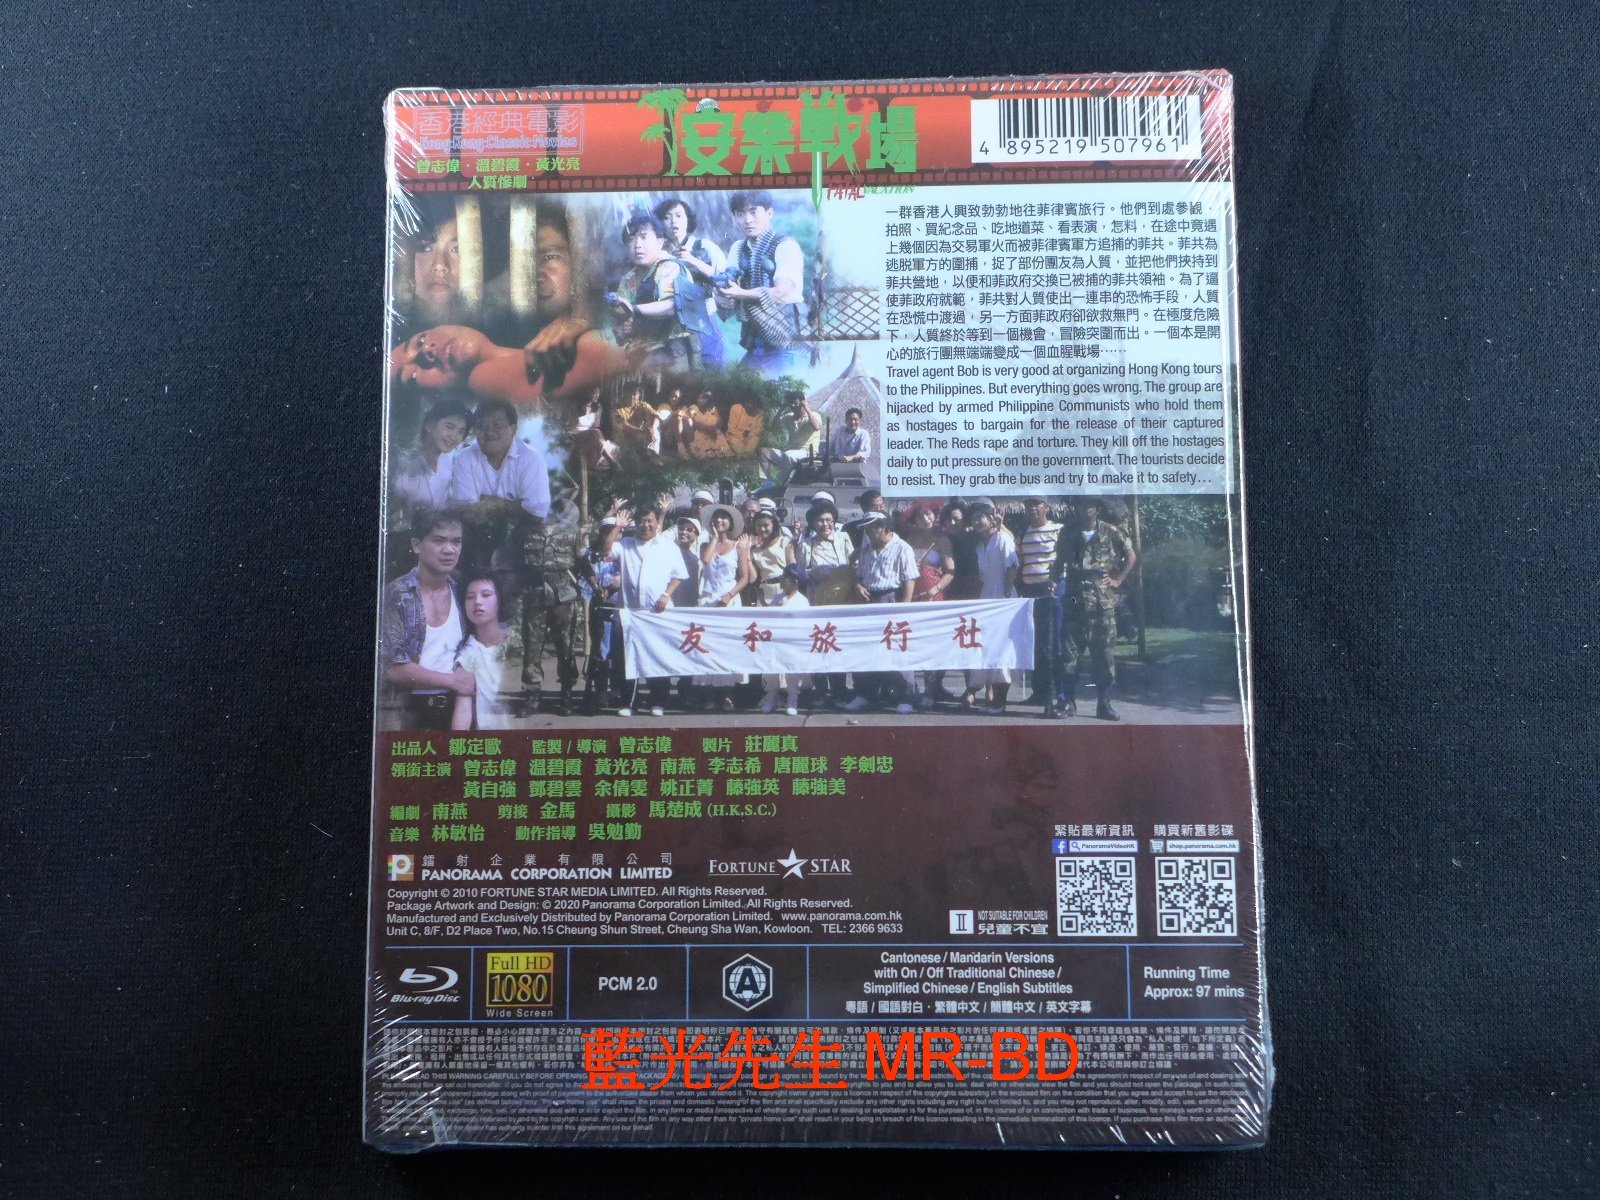 香港經典電影
Hong Kong Classic Movies
曾志偉·溫碧霞·黃光亮
人質慘劇
安樂戰場
FATAL VACATION
4 895219 507961
一群香港人興致勃勃地往菲律賓旅行。他們到處參觀、
拍照、買紀念品、吃地道菜、看表演，怎料，在途中竟遇
上幾個因為交易軍火而被菲律賓軍方追捕的菲共。菲共為
逃脫軍方的圍捕，捉了部份團友為人質，並把他們挾持到
菲共營地，以便和菲政府交換已被捕的菲共領袖。為了逼
使菲政府就範，菲共對人質使出一連串的恐怖手段，人質
在恐慌中渡過，另一方面菲政府卻欲救無門。在極度危險
下，人質終於等到一個機會，冒險突圍而出。一個本是開
心的旅行團無端端變成一個血腥戰場……
Travel agent Bob is very good at organizing Hong Kong tours
to the Philippines. But everything goes wrong. The group are
hijacked by armed Philippine Communists who hold them
as hostages to bargain for the release of their captured
leader. The Reds rape and torture. They kill off the hostages
daily to put pressure on the government. The tourists decide
to resist. They grab the bus and try to make it to safety…
友和旅行社
出品人 鄒定歐 監製/導演 曾志偉 製片 莊麗真
領銜主演 曾志偉 溫碧霞 黃光亮 南燕 李志希 唐麗球 李劍忠
黃自強 鄧碧雲 余倩雯 姚正菁 藤強英 藤強美
編劇 南燕 剪接 金馬 攝影 馬楚成 (H.K.S.C.)
音樂 林敏怡 動作指導 吳勉勤
鐳射企業有限公司
PANORAMA CORPORATION LIMITED
FORTUNE STAR
緊貼最新資訊
PanoramaVideoHK
購買新舊影碟
shop.panorama.com.hk
Copyright © 2010 FORTUNE STAR MEDIA LIMITED. All Rights Reserved.
Package Artwork and Design: © 2020 Panorama Corporation Limited. All Rights Reserved.
Manufactured and Exclusively Distributed by Panorama Corporation Limited. www.panorama.com.hk
Unit C, 8/F, D2 Place Two, No.15 Cheung Shun Street, Cheung Sha Wan, Kowloon. TEL: 2366 9633
II NOT SUITABLE FOR CHILDREN
兒童不宜
Blu-ray Disc
Full HD
1080
Wide Screen
PCM 2.0
A
Cantonese / Mandarin Versions
with On / Off Traditional Chinese /
Simplified Chinese / English Subtitles
粵語 / 國語對白 · 繁體中文 / 簡體中文 / 英文字幕
Running Time
Approx: 97 mins
藍光先生 MR-BD